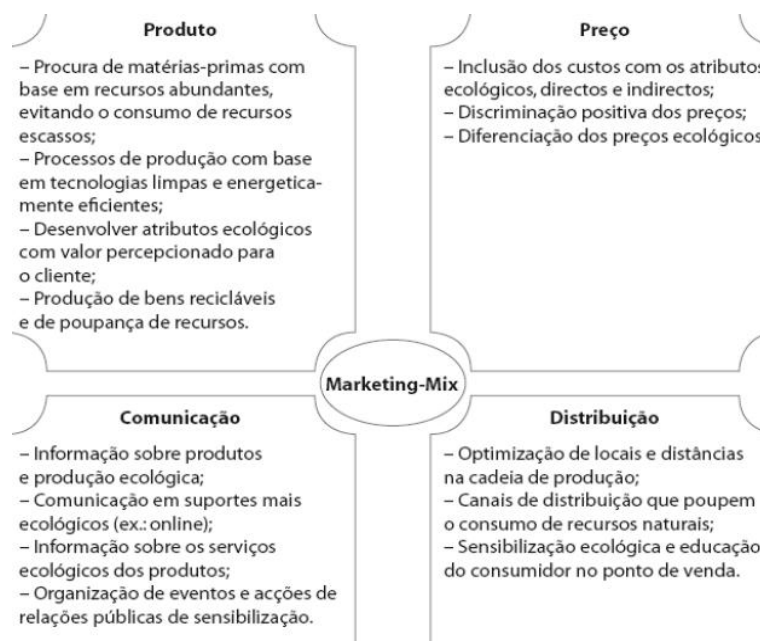 Produto
– Procura de matérias-primas com
base em recursos abundantes,
evitando o consumo de recursos
escassos;
– Processos de produção com base
em tecnologias limpas e energetica-
mente eficientes;
– Desenvolver atributos ecológicos
com valor percepcionado para
o cliente;
– Produção de bens recicláveis
e de poupança de recursos.
Preço
– Inclusão dos custos com os atributos
ecológicos, directos e indirectos;
– Discriminação positiva dos preços;
– Diferenciação dos preços ecológicos
Marketing-Mix
Comunicação
– Informação sobre produtos
e produção ecológica;
– Comunicação em suportes mais
ecológicos (ex.: online);
– Informação sobre os serviços
ecológicos dos produtos;
– Organização de eventos e acções de
relações públicas de sensibilização.
Distribuição
– Optimização de locais e distâncias
na cadeia de produção;
– Canais de distribuição que poupem
o consumo de recursos naturais;
– Sensibilização ecológica e educação
do consumidor no ponto de venda.